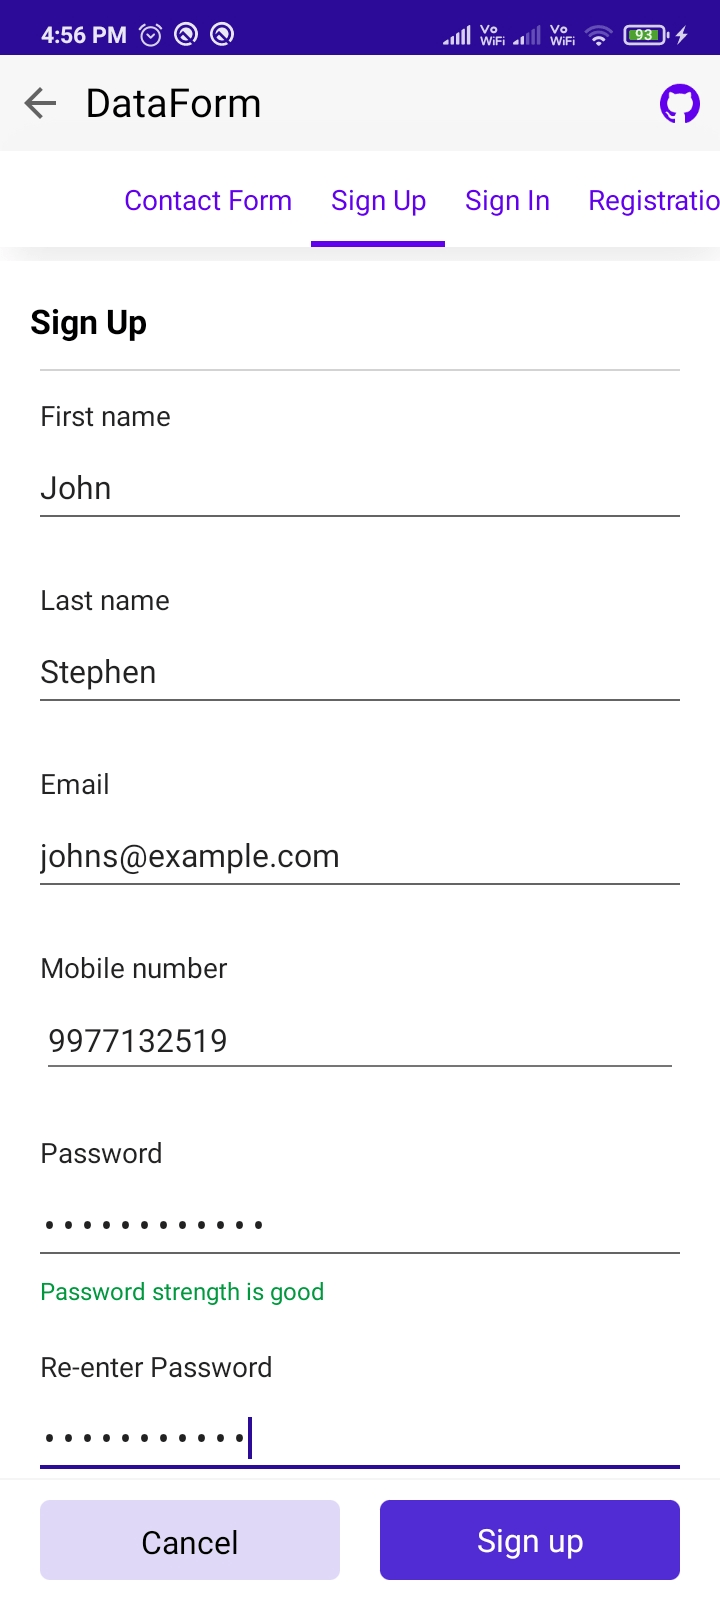 4:56 PM Vo WiFi Vo WiFi 93
DataForm
Contact Form Sign Up Sign In Registratio
Sign Up
First name
John
Last name
Stephen
Email
johns@example.com
Mobile number
9977132519
Password
••••••••••••
Password strength is good
Re-enter Password
•••••••••••
Cancel Sign up